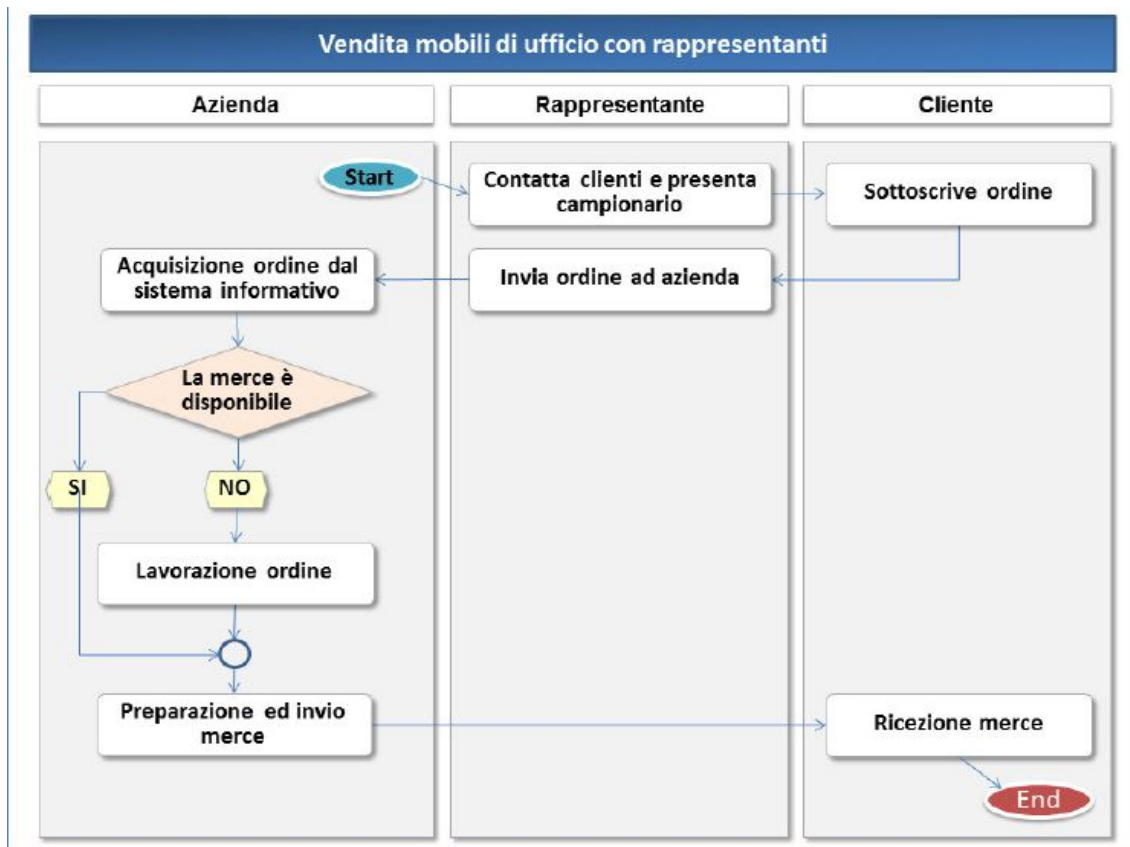 Vendita mobili di ufficio con rappresentanti
Azienda
Rappresentante
Cliente
Start
Contatta clienti e presenta
campionario
Sottoscrive ordine
Acquisizione ordine dal
sistema informativo
Invia ordine ad azienda
La merce è
disponibile
SI
NO
Lavorazione ordine
Preparazione ed invio
merce
Ricezione merce
End